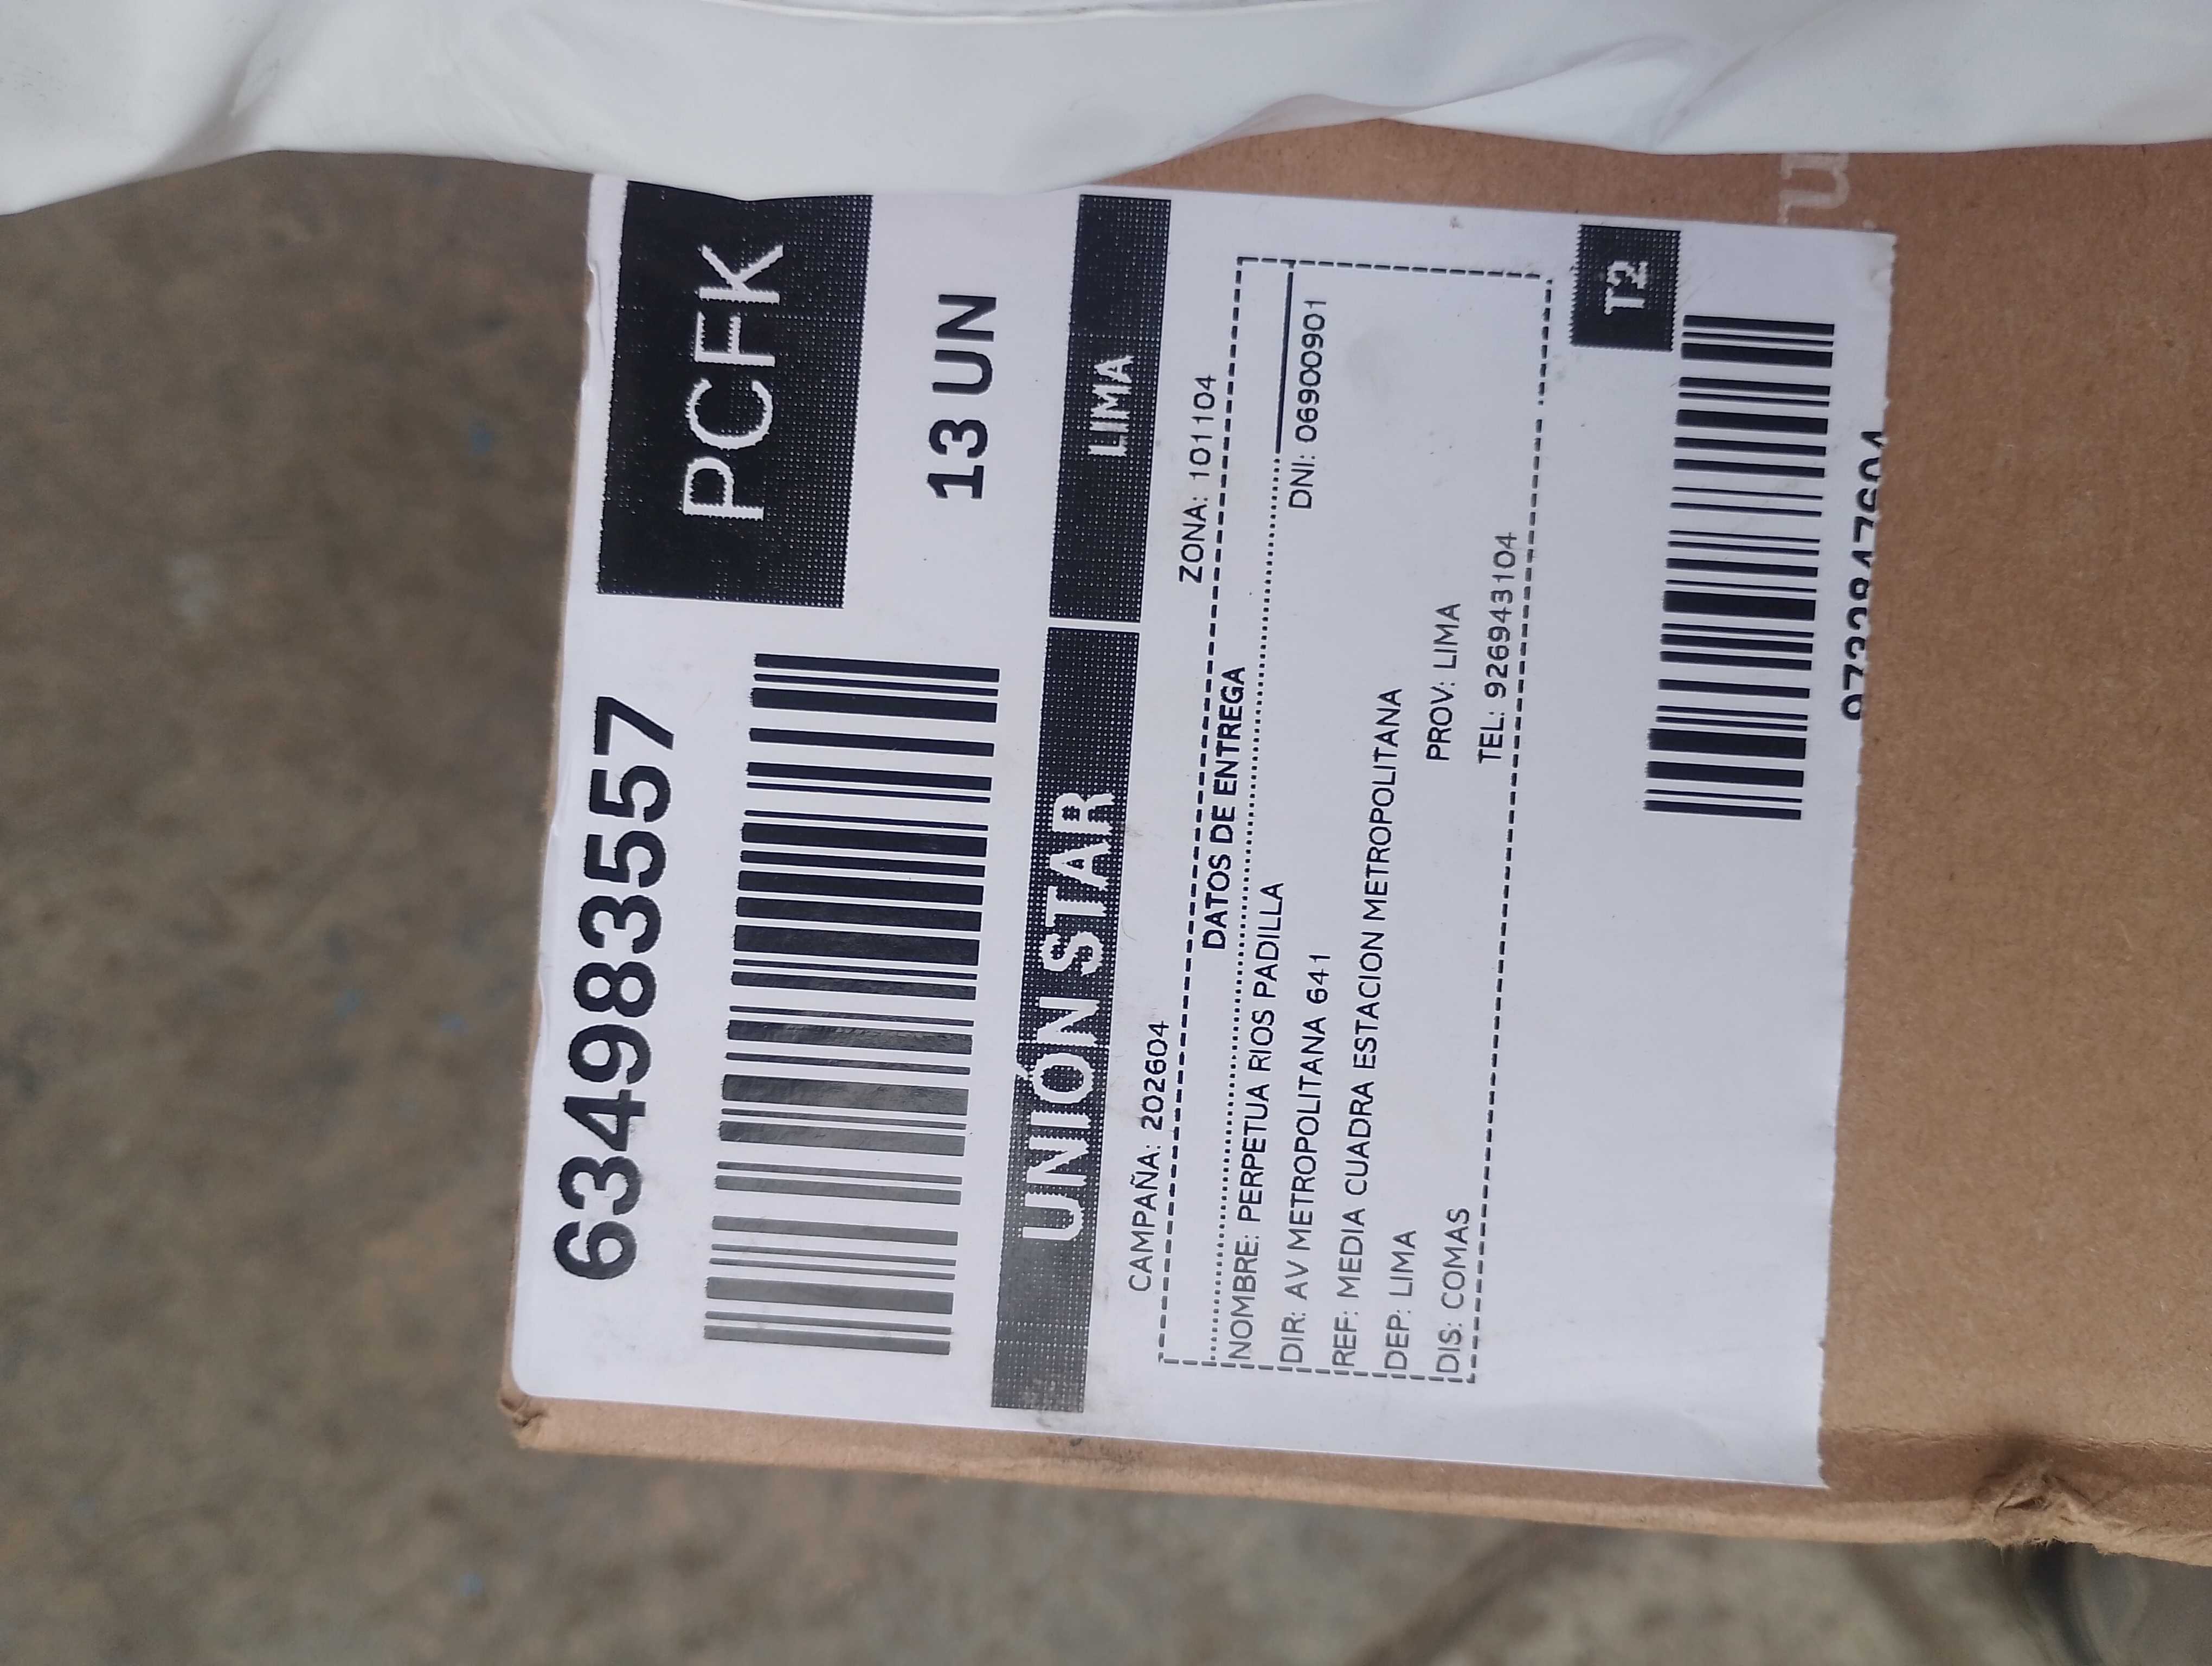 634983557
PCFK
13 UN
UNIÓN STAR
LIMA
CAMPAÑA: 202604 ZONA: 101104
DATOS DE ENTREGA
NOMBRE: PERPETUA RIOS PADILLA
DIR: AV METROPOLITANA 641 DNI: 06900901
REF: MEDIA CUADRA ESTACION METROPOLITANA
DEP: LIMA PROV: LIMA
DIS: COMAS TEL: 926943104
T2